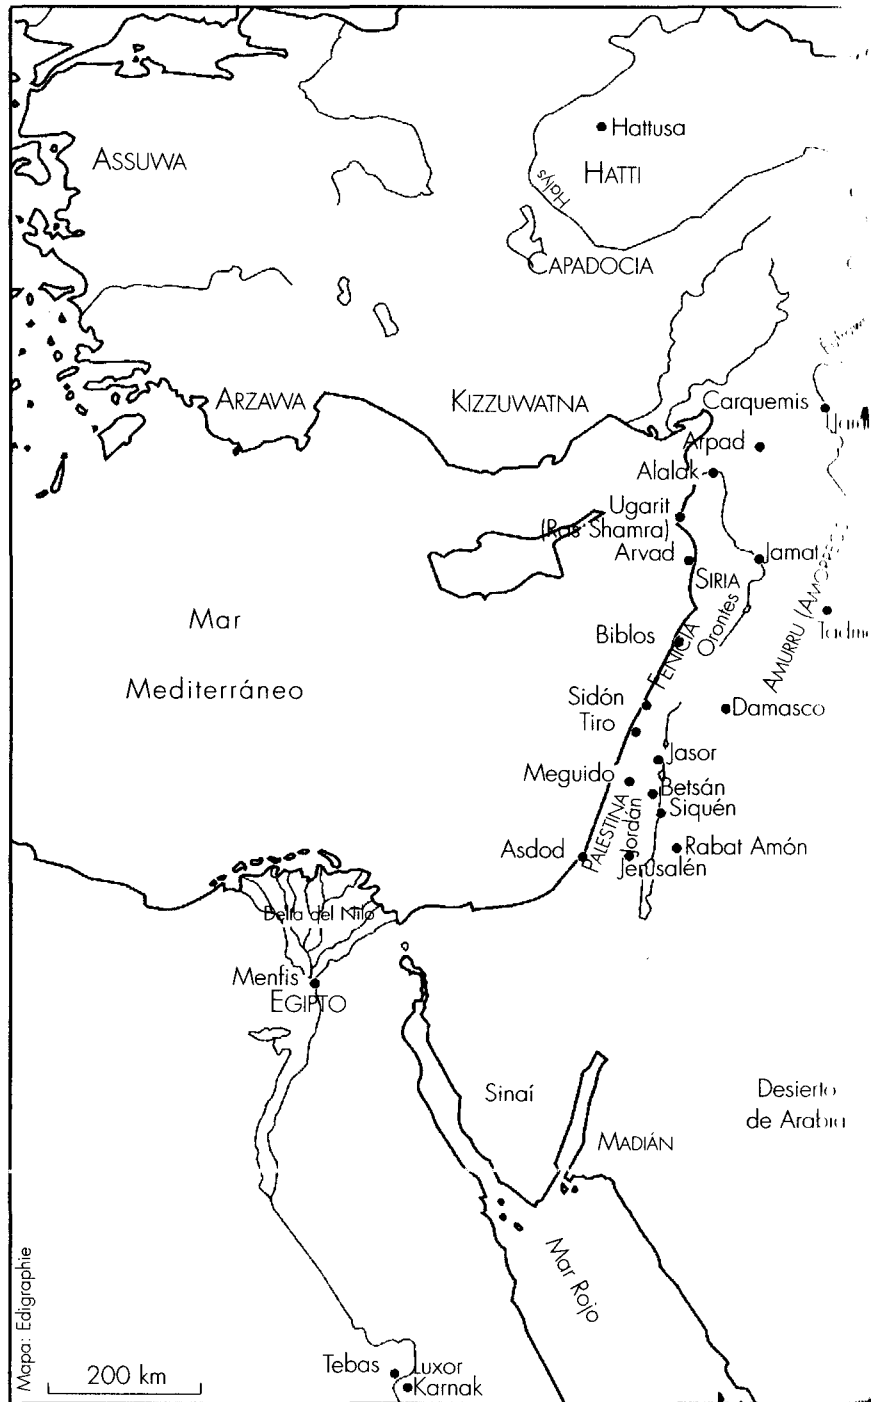 Hattusa
ASSUWA
HATTI
Halys
CAPADOCIA
ARZAWA
KIZZUWATNA
Carquemis
Arpad
Alalak
Ugarit
(Ras Shamra)
Arvad
Jamat
SIRIA
Orontes
Mar
Mediterráneo
Biblos
FENICIA
AMURRU
Sidón
Tiro
Damasco
Jasor
Meguido
Betsán
Siquén
PALESTINA
Jordán
Asdod
Rabat Amón
Jerusalén
Delta del Nilo
Menfis
EGIPTO
Sinaí
Desierto
de Arabia
MADIÁN
Mar Rojo
Mapa: Edigraphie
200 km
Tebas
Luxor
Karnak